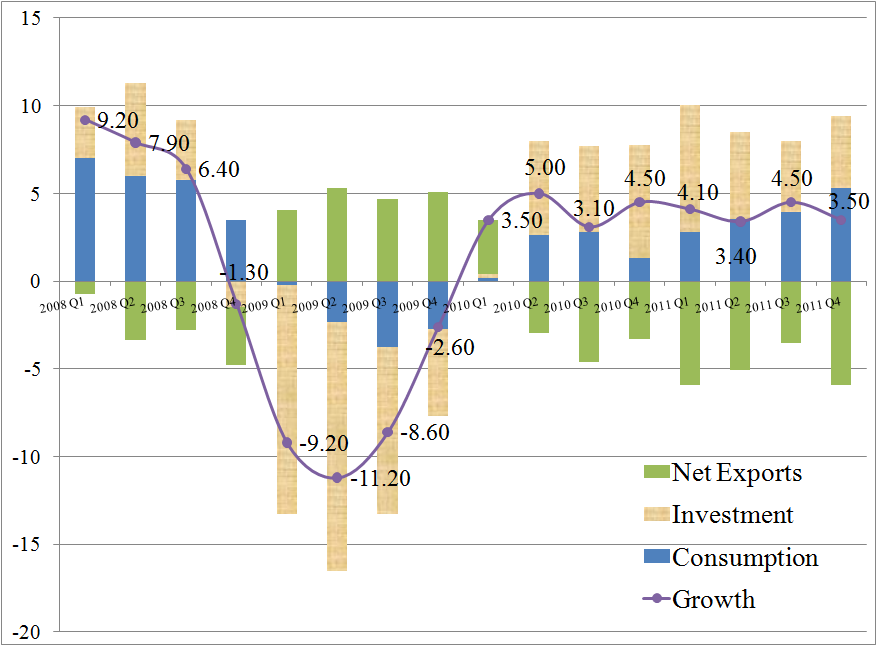 15
10
5
0
-5
-10
-15
-20
9.20
7.90
6.40
-1.30
-9.20
-11.20
-8.60
-2.60
3.50
5.00
3.10
4.50
4.10
3.40
4.50
3.50
2008 Q1
2008 Q2
2008 Q3
2008 Q4
2009 Q1
2009 Q2
2009 Q3
2009 Q4
2010 Q1
2010 Q2
2010 Q3
2010 Q4
2011 Q1
2011 Q2
2011 Q3
2011 Q4
Net Exports
Investment
Consumption
Growth